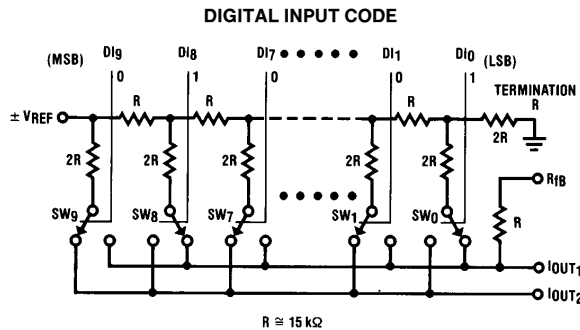 DIGITAL INPUT CODE
(MSB) DI9 DI8 DI7 DI1 DI0 (LSB)
0 1 0 0 1
TERMINATION
R
± VREF R R R 2R
2R 2R 2R 2R 2R
RfB
SW9 SW8 SW7 SW1 SW0 R
IOUT1
IOUT2
R ≅ 15 kΩ